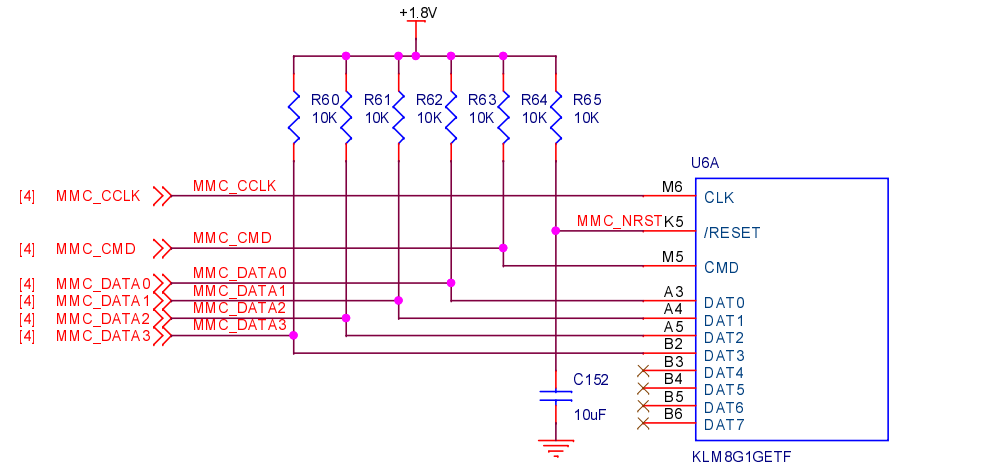 +1.8V
R60 R61 R62 R63 R64 R65
10K 10K 10K 10K 10K 10K
U6A
[4] MMC_CCLK MMC_CCLK M6 CLK
MMC_NRST K5 /RESET
[4] MMC_CMD MMC_CMD M5 CMD
[4] MMC_DATA0 MMC_DATA0 A3 DAT0
[4] MMC_DATA1 MMC_DATA1 A4 DAT1
[4] MMC_DATA2 MMC_DATA2 A5 DAT2
[4] MMC_DATA3 MMC_DATA3 B2 DAT3
B3 DAT4
C152 B4 DAT5
B5 DAT6
10uF B6 DAT7
KLM8G1GETF